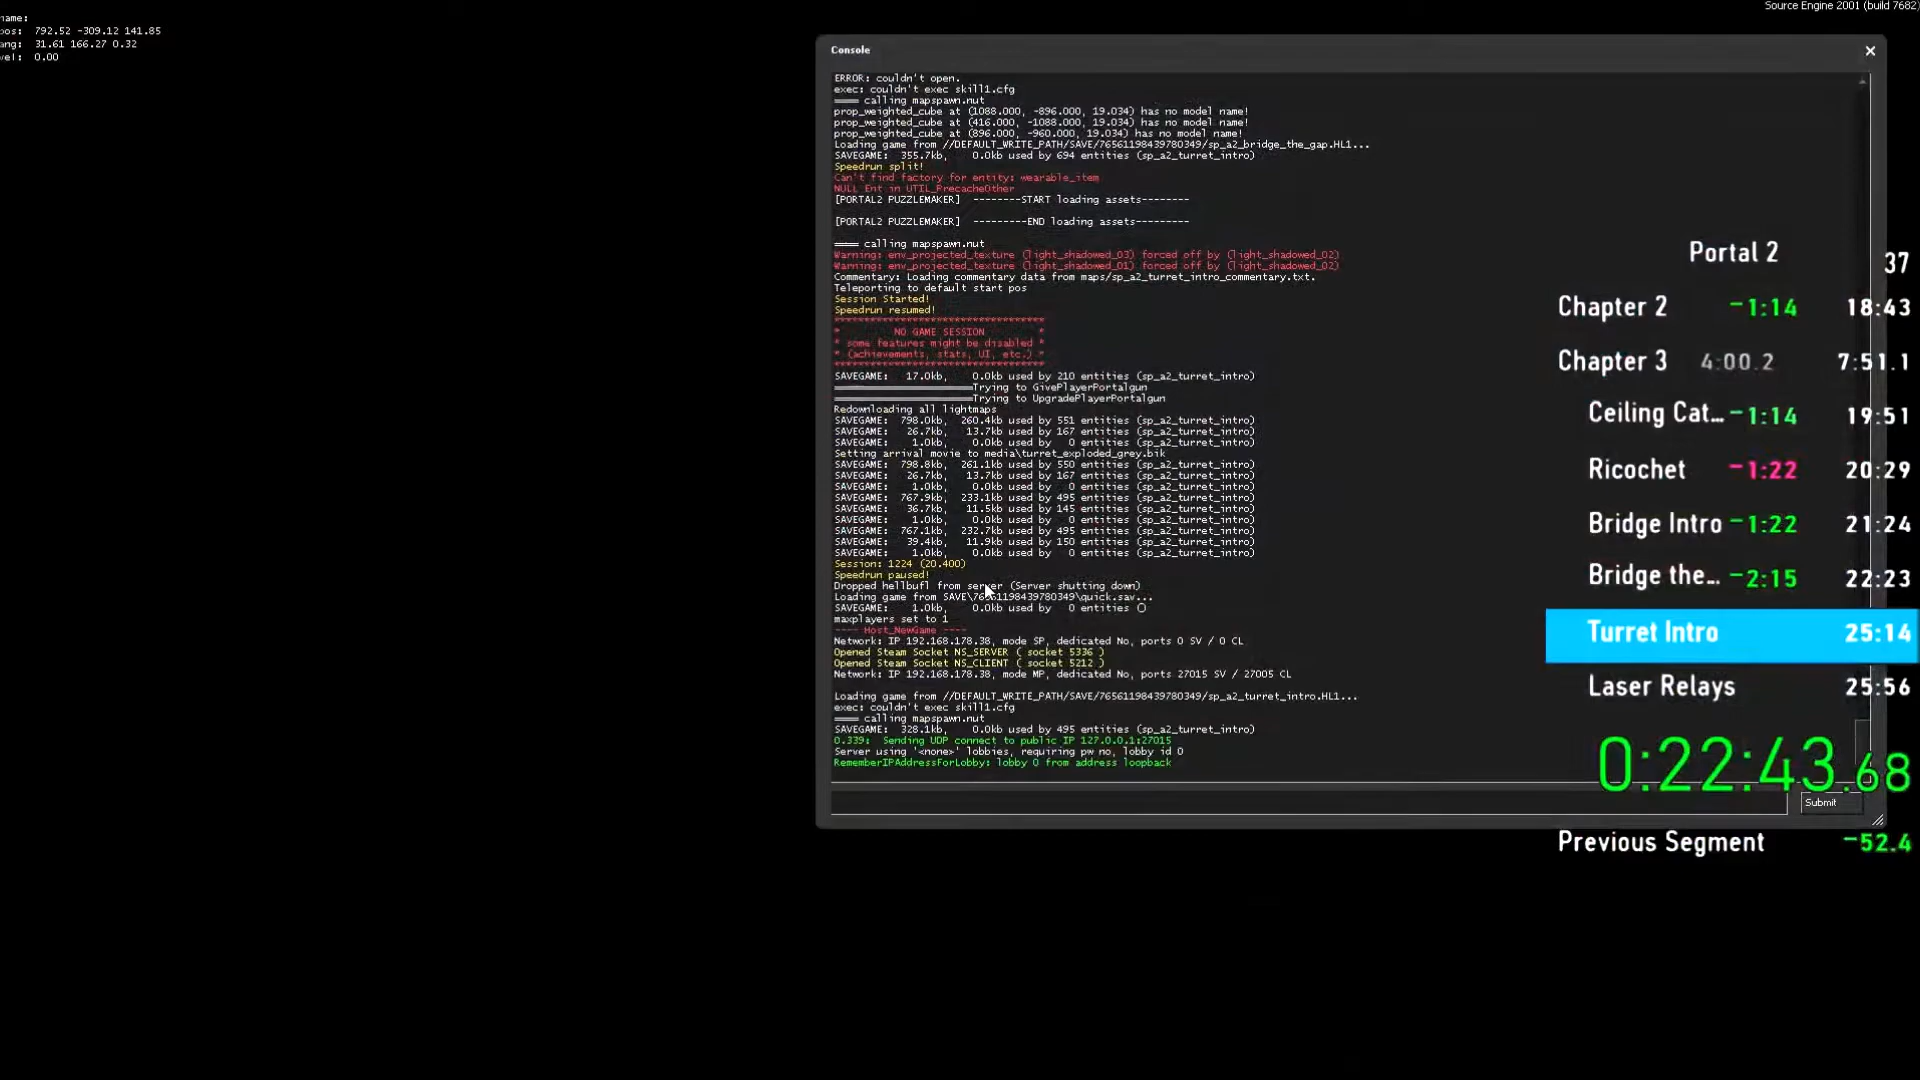 Source Engine 2001 (build 7682)
name:
pos: 792.52 -309.12 141.85
ang: 31.61 166.27 0.32
vel: 0.00
Console
ERROR: couldn't open.
exec: couldn't exec skill1.cfg
==== calling mapspawn.nut
prop_weighted_cube at (1088.000, -896.000, 19.034) has no model name!
prop_weighted_cube at (416.000, -1088.000, 19.034) has no model name!
prop_weighted_cube at (896.000, -960.000, 19.034) has no model name!
Loading game from //DEFAULT_WRITE_PATH/SAVE/76561198439780349/sp_a2_bridge_the_gap.HL1...
SAVEGAME: 355.7kb, 0.0kb used by 694 entities (sp_a2_turret_intro)
Speedrun split!
Can't find factory for entity: wearable_item
NULL Ent in UTIL_PrecacheOther
[PORTAL2 PUZZLEMAKER] --------START loading assets--------
[PORTAL2 PUZZLEMAKER] ---------END loading assets---------
==== calling mapspawn.nut
Warning: env_projected_texture (light_shadowed_03) forced off by (light_shadowed_02)
Warning: env_projected_texture (light_shadowed_01) forced off by (light_shadowed_02)
Commentary: Loading commentary data from maps/sp_a2_turret_intro_commentary.txt.
Teleporting to default start pos
Session Started!
Speedrun resumed!
***********************************
* NO GAME SESSION *
* some features might be disabled *
* (achievements, stats, UI, etc.) *
***********************************
SAVEGAME: 17.0kb, 0.0kb used by 210 entities (sp_a2_turret_intro)
=======================Trying to GivePlayerPortalgun
=======================Trying to UpgradePlayerPortalgun
Redownloading all lightmaps
SAVEGAME: 798.0kb, 260.4kb used by 551 entities (sp_a2_turret_intro)
SAVEGAME: 26.7kb, 13.7kb used by 167 entities (sp_a2_turret_intro)
SAVEGAME: 1.0kb, 0.0kb used by 0 entities (sp_a2_turret_intro)
Setting arrival movie to media\turret_exploded_grey.bik
SAVEGAME: 798.8kb, 261.1kb used by 550 entities (sp_a2_turret_intro)
SAVEGAME: 26.7kb, 13.7kb used by 167 entities (sp_a2_turret_intro)
SAVEGAME: 1.0kb, 0.0kb used by 0 entities (sp_a2_turret_intro)
SAVEGAME: 767.9kb, 233.1kb used by 495 entities (sp_a2_turret_intro)
SAVEGAME: 36.7kb, 11.5kb used by 145 entities (sp_a2_turret_intro)
SAVEGAME: 1.0kb, 0.0kb used by 0 entities (sp_a2_turret_intro)
SAVEGAME: 767.1kb, 232.7kb used by 495 entities (sp_a2_turret_intro)
SAVEGAME: 39.4kb, 11.9kb used by 150 entities (sp_a2_turret_intro)
SAVEGAME: 1.0kb, 0.0kb used by 0 entities (sp_a2_turret_intro)
Session: 1224 (20.400)
Speedrun paused!
Dropped hellbufl from server (Server shutting down)
Loading game from SAVE\76561198439780349\quick.sav...
SAVEGAME: 1.0kb, 0.0kb used by 0 entities ()
maxplayers set to 1
---- Host_NewGame ----
Network: IP 192.168.178.38, mode SP, dedicated No, ports 0 SV / 0 CL
Opened Steam Socket NS_SERVER ( socket 5336 )
Opened Steam Socket NS_CLIENT ( socket 5212 )
Network: IP 192.168.178.38, mode MP, dedicated No, ports 27015 SV / 27005 CL
Loading game from //DEFAULT_WRITE_PATH/SAVE/76561198439780349/sp_a2_turret_intro.HL1...
exec: couldn't exec skill1.cfg
==== calling mapspawn.nut
SAVEGAME: 328.1kb, 0.0kb used by 495 entities (sp_a2_turret_intro)
0.339: Sending UDP connect to public IP 127.0.0.1:27015
Server using '<none>' lobbies, requiring pw no, lobby id 0
RememberIPAddressForLobby: lobby 0 from address loopback
Submit
Portal 2 37
Chapter 2 -1:14 18:43
Chapter 3 4:00.2 7:51.1
Ceiling Cat... -1:14 19:51
Ricochet -1:22 20:29
Bridge Intro -1:22 21:24
Bridge the... -2:15 22:23
Turret Intro 25:14
Laser Relays 25:56
0:22:43.68
Previous Segment -52.4